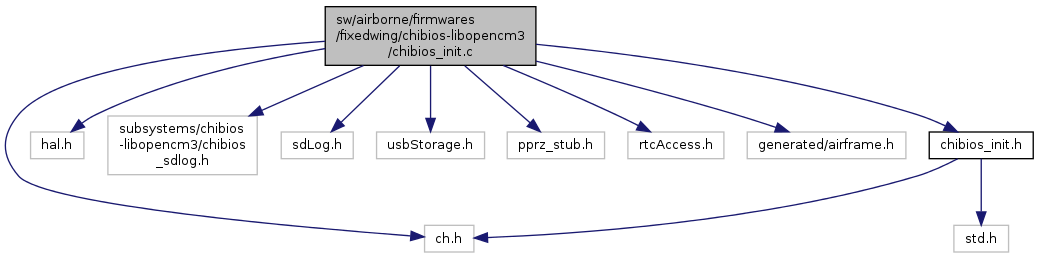 sw/airborne/firmwares
/fixedwing/chibios-libopencm3
/chibios_init.c
hal.h
subsystems/chibios
-libopencm3/chibios
_sdlog.h
sdLog.h
usbStorage.h
pprz_stub.h
rtcAccess.h
generated/airframe.h
chibios_init.h
ch.h
std.h